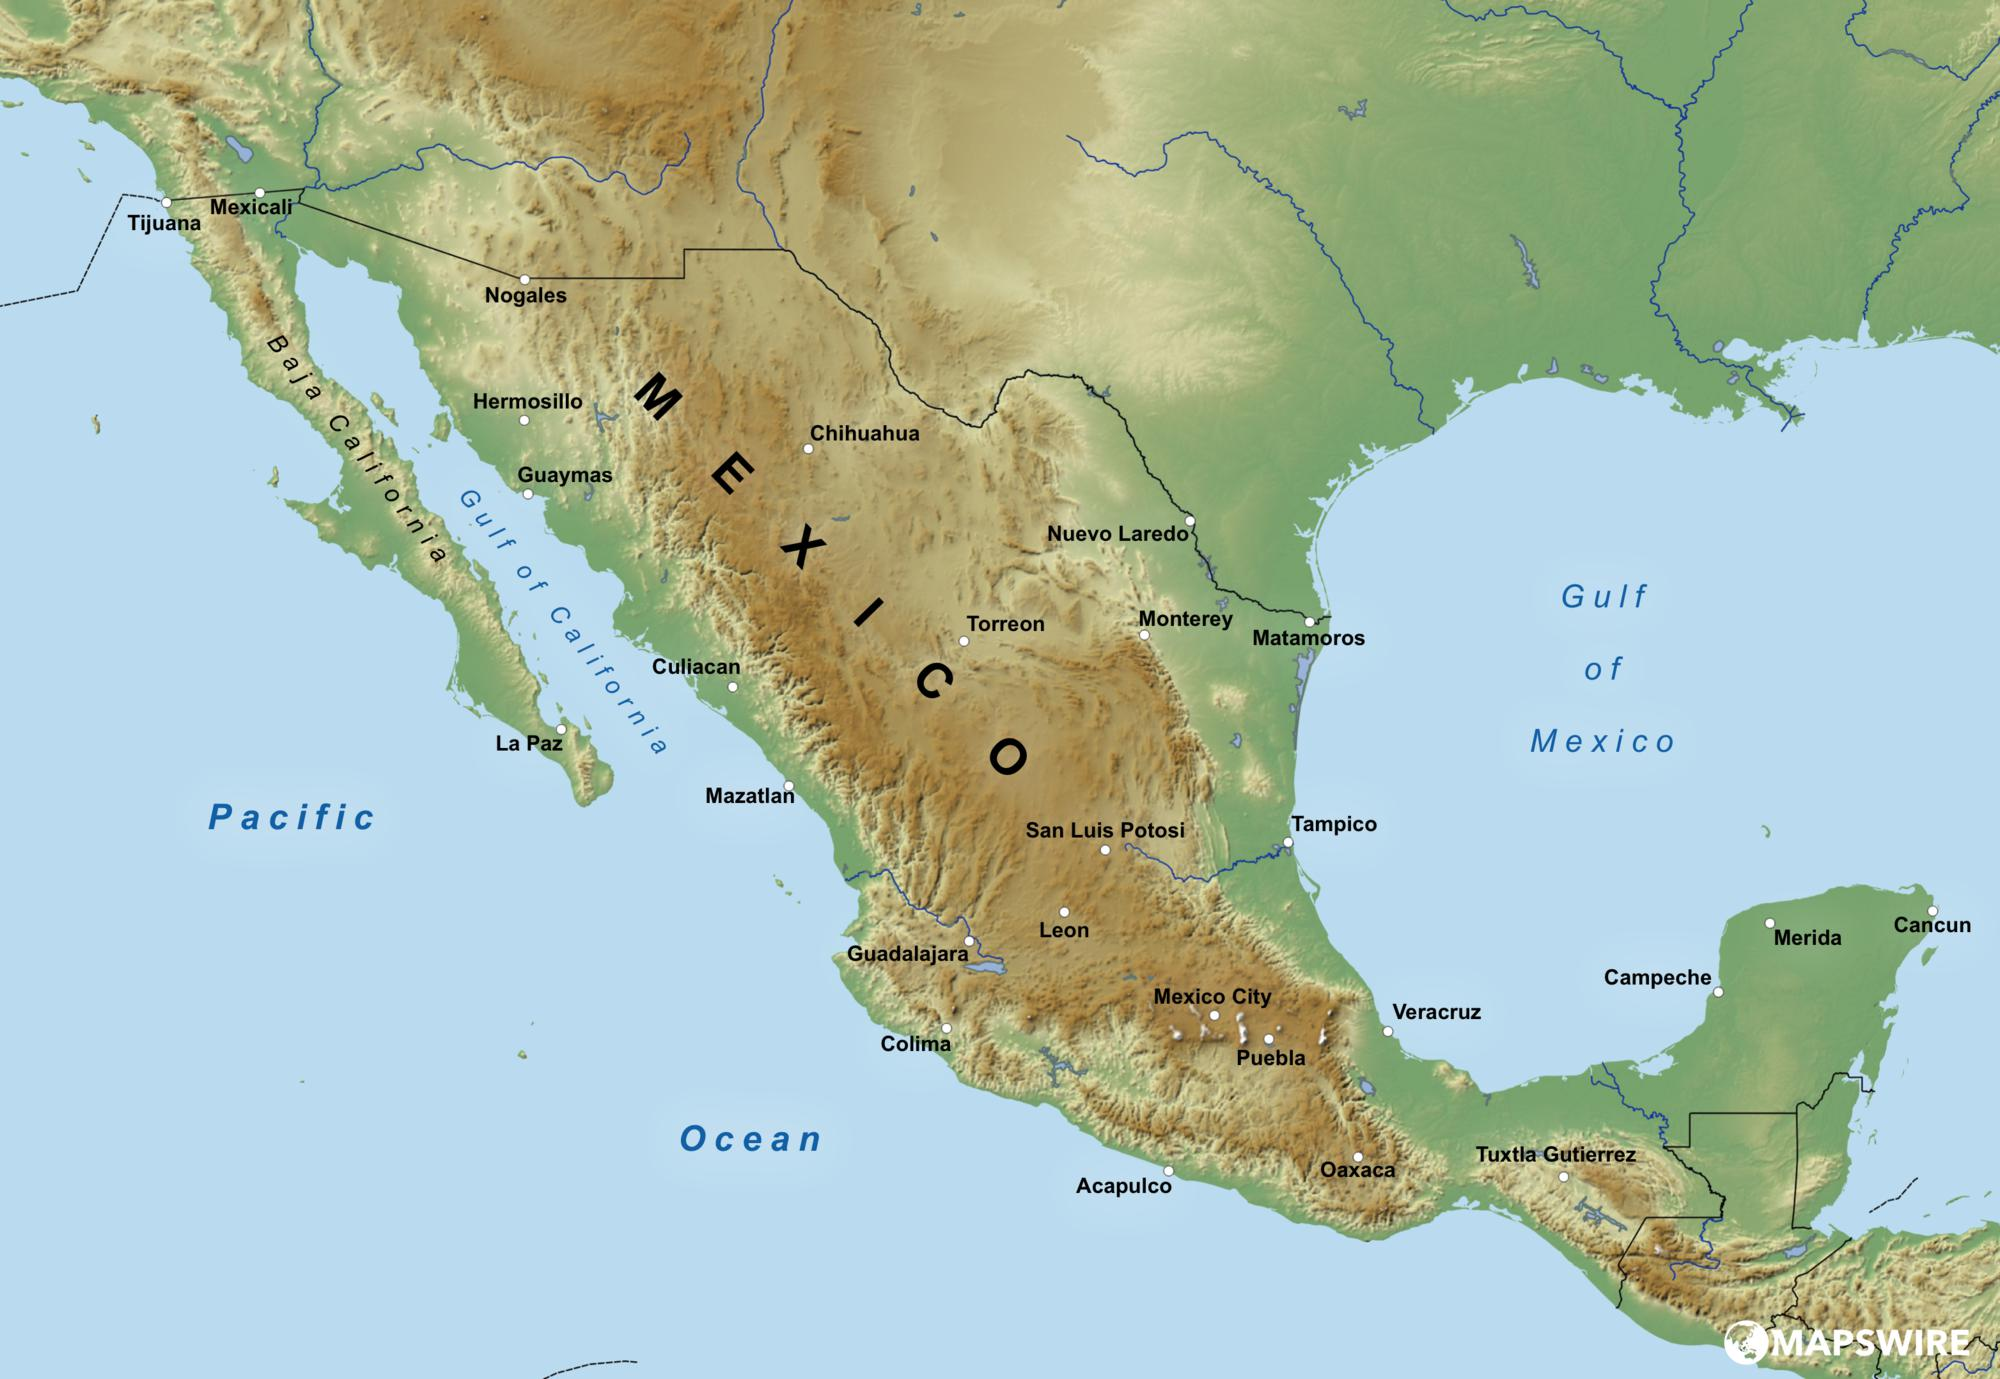 Tijuana
Mexicali
Nogales
Baja California
Hermosillo
MEXICO
Chihuahua
Guaymas
Gulf of California
Nuevo Laredo
Gulf
of
Mexico
Torreon
Monterey
Matamoros
Culiacan
La Paz
Mazatlan
Pacific
San Luis Potosi
Tampico
Leon
Guadalajara
Merida
Cancun
Campeche
Mexico City
Veracruz
Colima
Puebla
Ocean
Acapulco
Oaxaca
Tuxtla Gutierrez
MAPSWIRE